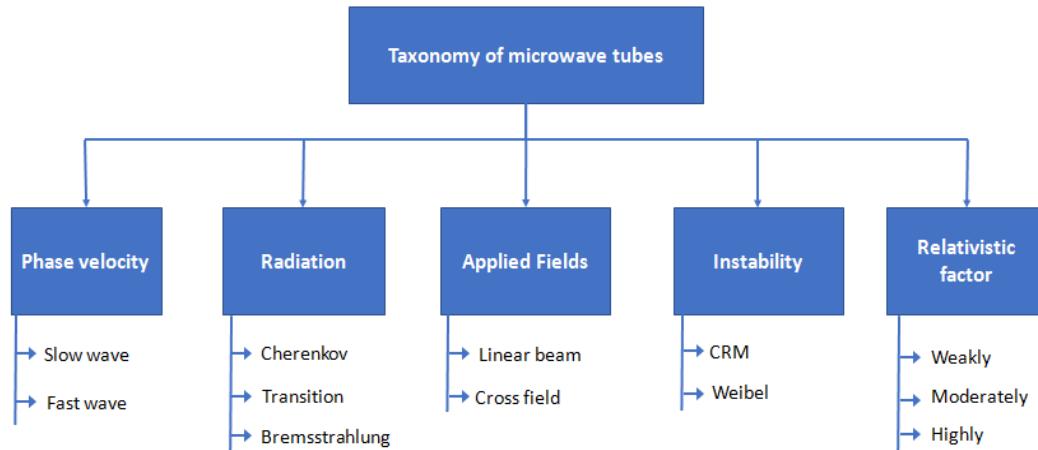 Taxonomy of microwave tubes
Phase velocity
Slow wave
Fast wave
Radiation
Cherenkov
Transition
Bremsstrahlung
Applied Fields
Linear beam
Cross field
Instability
CRM
Weibel
Relativistic
factor
Weakly
Moderately
Highly